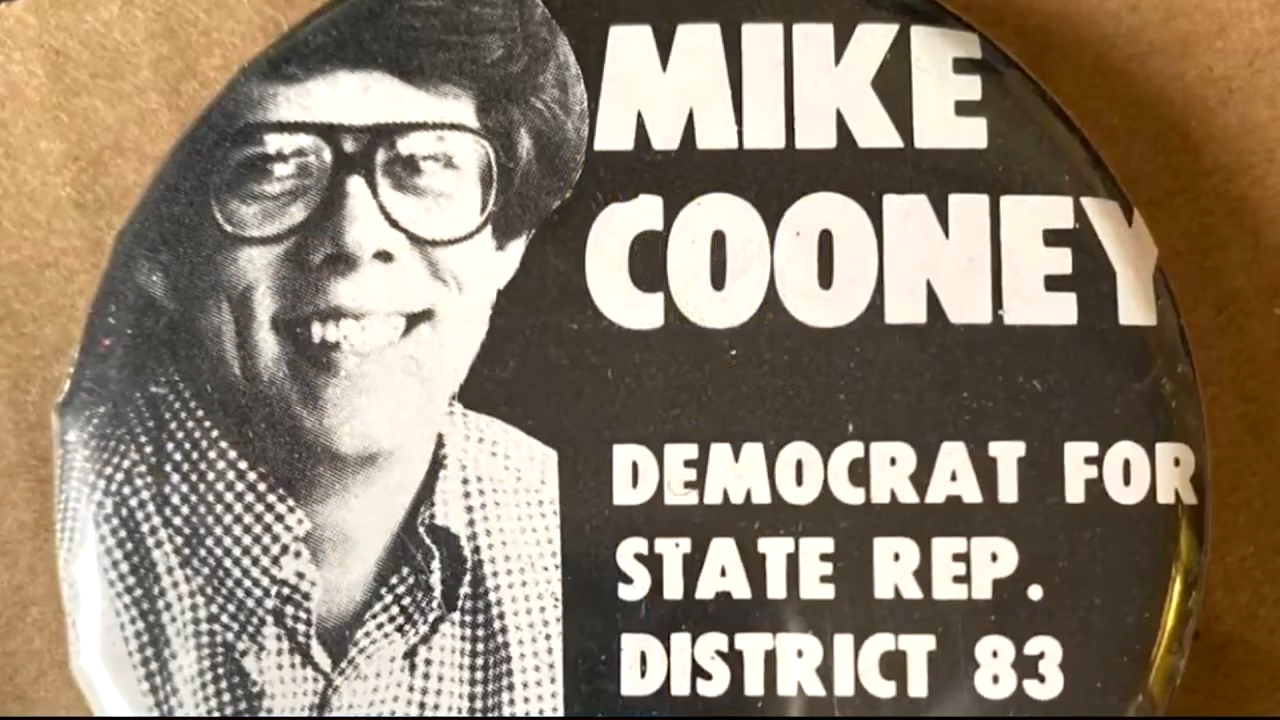 MIKE
COONEY
DEMOCRAT FOR
STATE REP.
DISTRICT 83